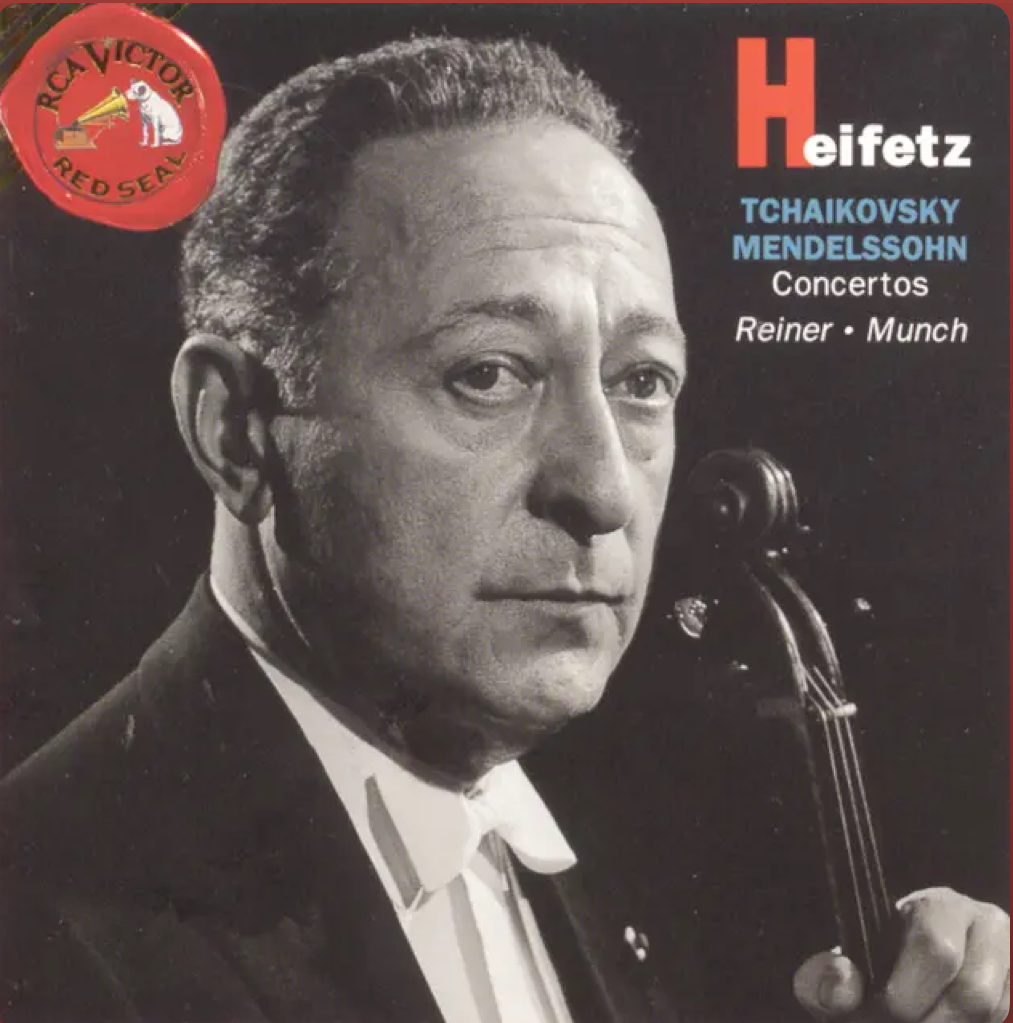 RCA VICTOR
RED SEAL
Heifetz
TCHAIKOVSKY
MENDELSSOHN
Concertos
Reiner • Munch